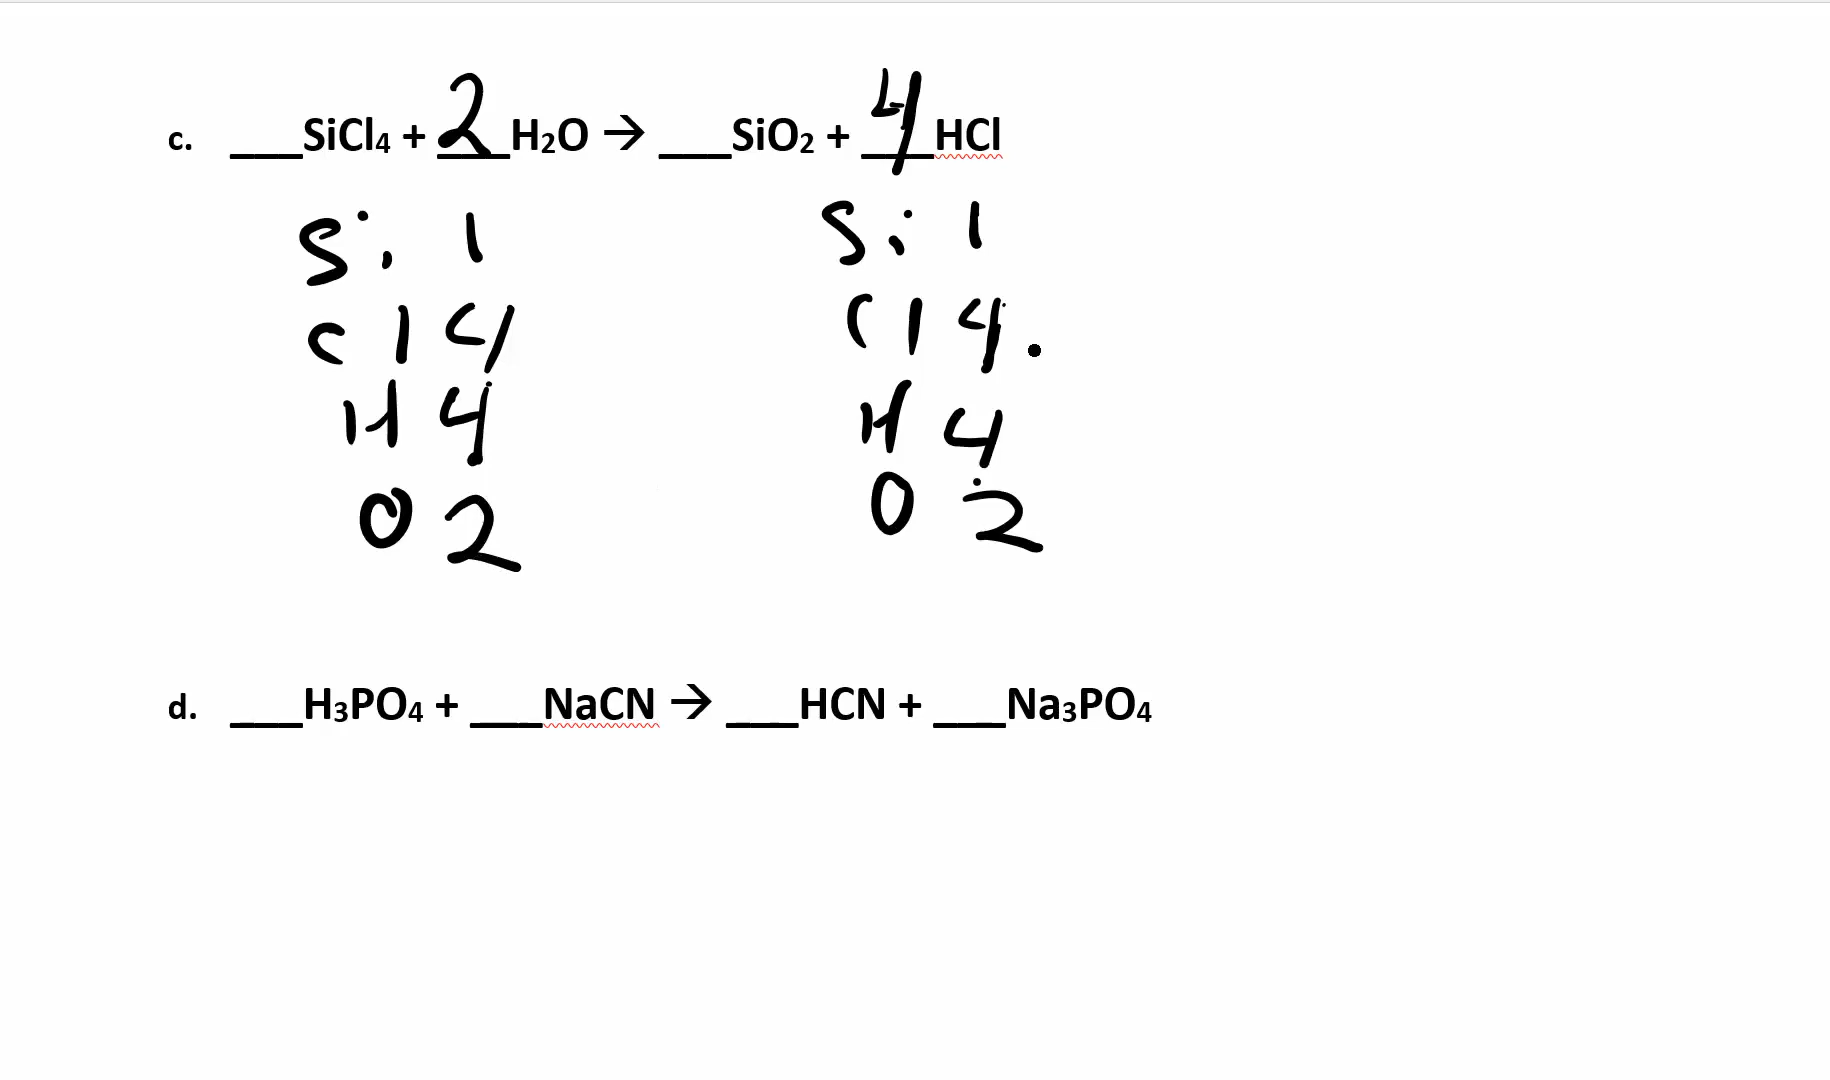 c. ___SiCl4 + 2 H2O → ___SiO2 + 4 HCl
Si 1 Si 1
Cl 4 Cl 4
H 4 H 4
O 2 O 2
d. ___H3PO4 + ___NaCN → ___HCN + ___Na3PO4